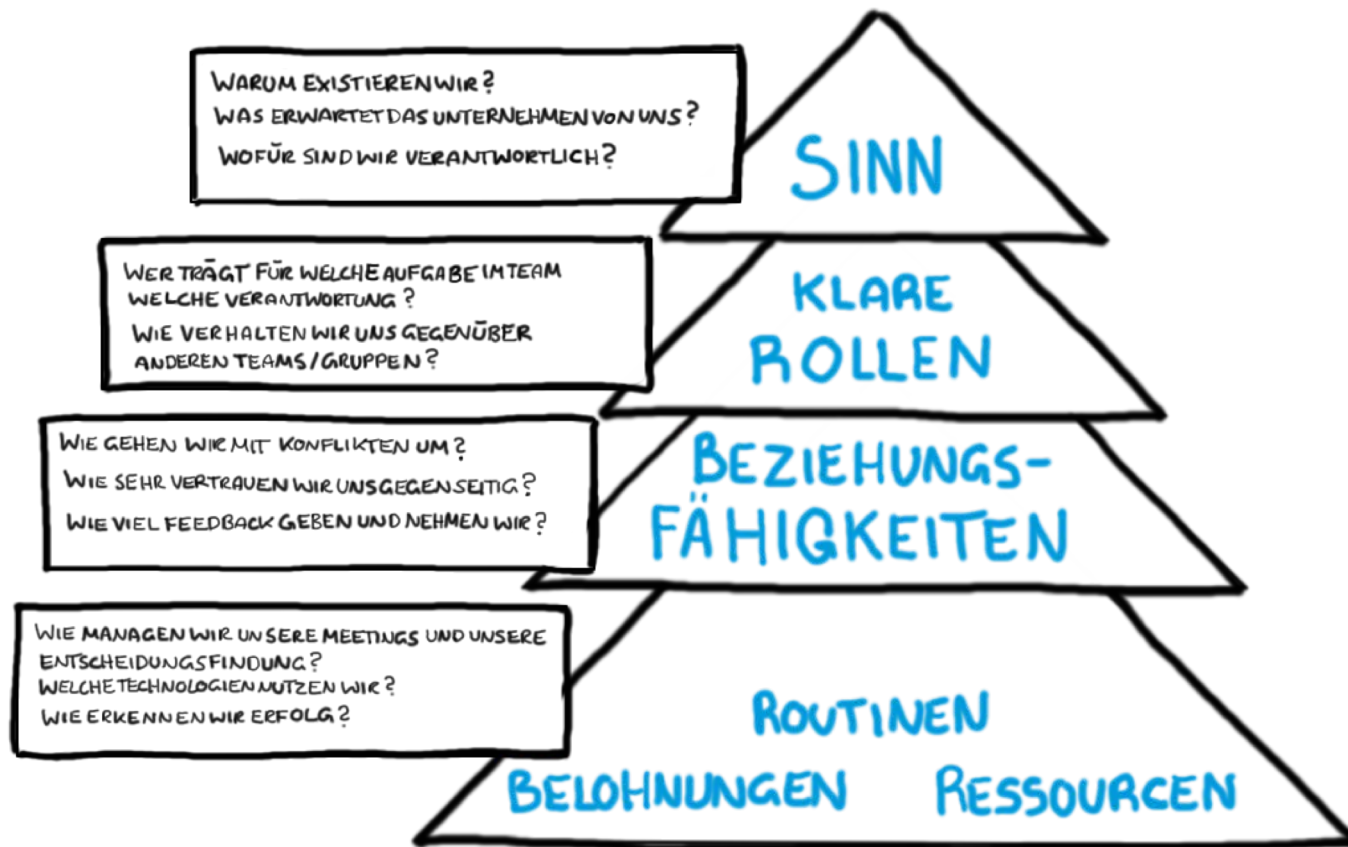 WARUM EXISTIEREN WIR?
WAS ERWARTET DAS UNTERNEHMEN VON UNS?
WOFÜR SIND WIR VERANTWORTLICH?
SINN
WER TRÄGT FÜR WELCHE AUFGABE IM TEAM
WELCHE VERANTWORTUNG?
WIE VERHALTEN WIR UNS GEGENÜBER
ANDEREN TEAMS/GRUPPEN?
KLARE
ROLLEN
WIE GEHEN WIR MIT KONFLIKTEN UM?
WIE SEHR VERTRAUEN WIR UNS GEGENSEITIG?
WIE VIEL FEEDBACK GEBEN UND NEHMEN WIR?
BEZIEHUNGS-
FÄHIGKEITEN
WIE MANAGEN WIR UNSERE MEETINGS UND UNSERE
ENTSCHEIDUNGSFINDUNG?
WELCHE TECHNOLOGIEN NUTZEN WIR?
WIE ERKENNEN WIR ERFOLG?
ROUTINEN
BELOHNUNGEN RESSOURCEN